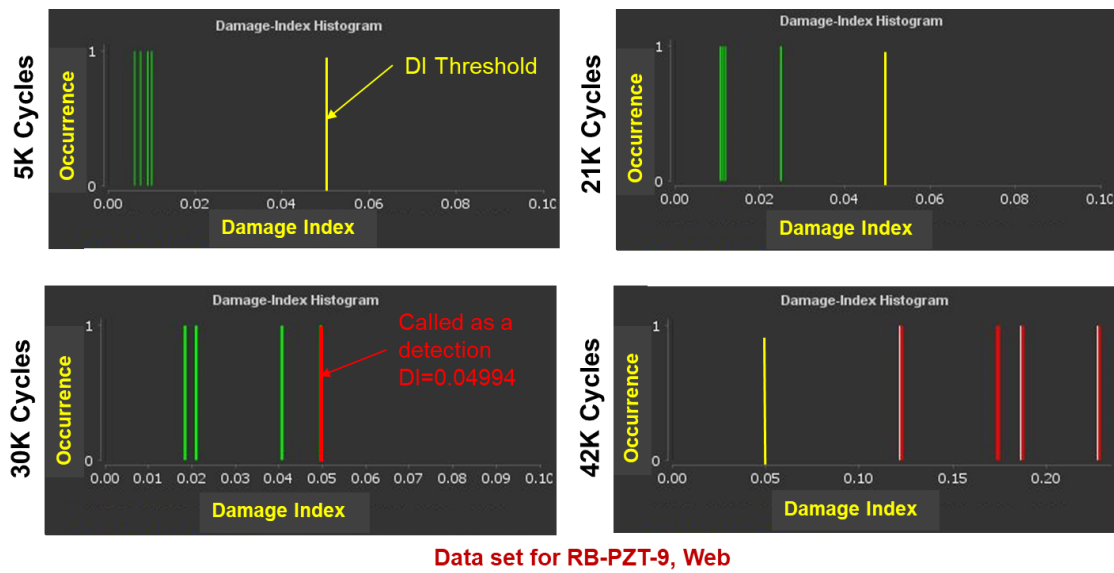 5K Cycles
Damage-Index Histogram
Occurrence
1
0
DI Threshold
0.00 0.02 0.04 0.06 0.08 0.10
Damage Index
21K Cycles
Damage-Index Histogram
Occurrence
1
0
0.00 0.02 0.04 0.06 0.08 0.10
Damage Index
30K Cycles
Damage-Index Histogram
Occurrence
1
0
Called as a
detection
DI=0.04994
0.00 0.01 0.02 0.03 0.04 0.05 0.06 0.07 0.08 0.09 0.10
Damage Index
42K Cycles
Damage-Index Histogram
Occurrence
1
0
0.00 0.05 0.10 0.15 0.20
Damage Index
Data set for RB-PZT-9, Web